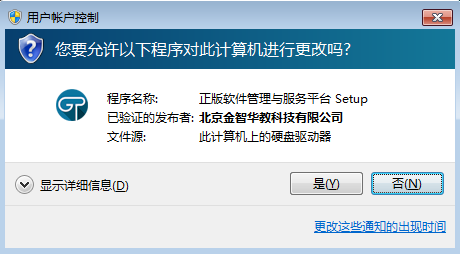 用户帐户控制
您要允许以下程序对此计算机进行更改吗?
程序名称: 正版软件管理与服务平台 Setup
已验证的发布者: 北京金智华教科技有限公司
文件源: 此计算机上的硬盘驱动器
显示详细信息(D)
是(Y)
否(N)
更改这些通知的出现时间